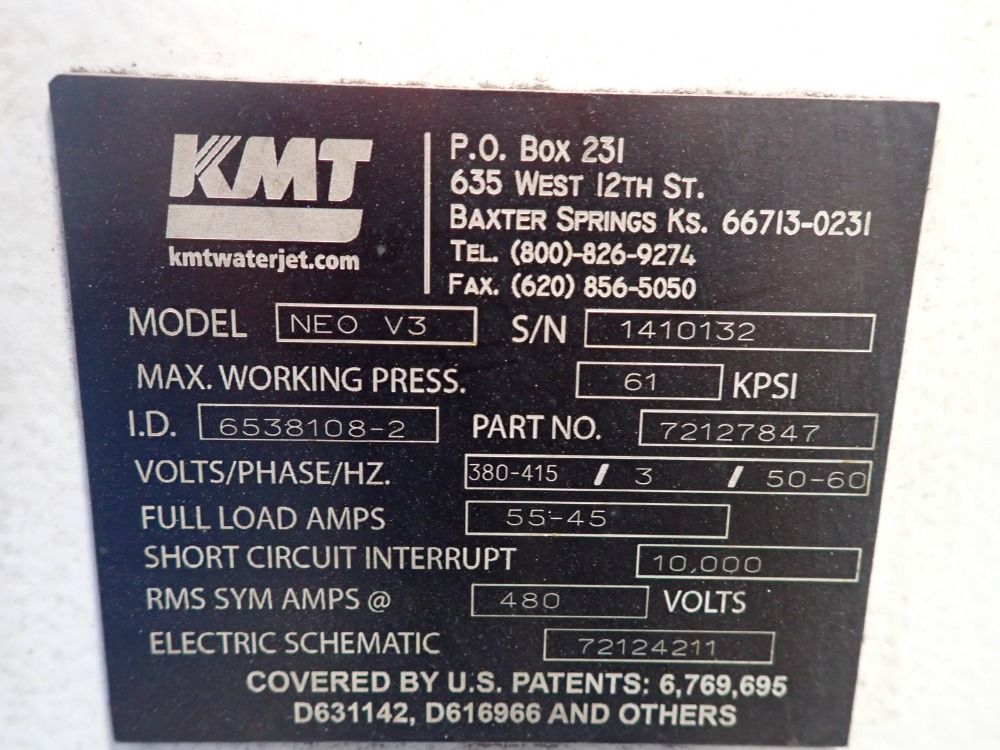 KMT
kmtwaterjet.com
P.O. BOX 231
635 WEST 12TH ST.
BAXTER SPRINGS KS. 66713-0231
TEL. (800)-826-9274
FAX. (620) 856-5050
MODEL NEO V3 S/N 1410132
MAX. WORKING PRESS. 61 KPSI
I.D. 6538108-2 PART NO. 72127847
VOLTS/PHASE/HZ. 380-415 / 3 / 50-60
FULL LOAD AMPS 55-45
SHORT CIRCUIT INTERRUPT 10,000
RMS SYM AMPS @ 480 VOLTS
ELECTRIC SCHEMATIC 72124211
COVERED BY U.S. PATENTS: 6,769,695
D631142, D616966 AND OTHERS